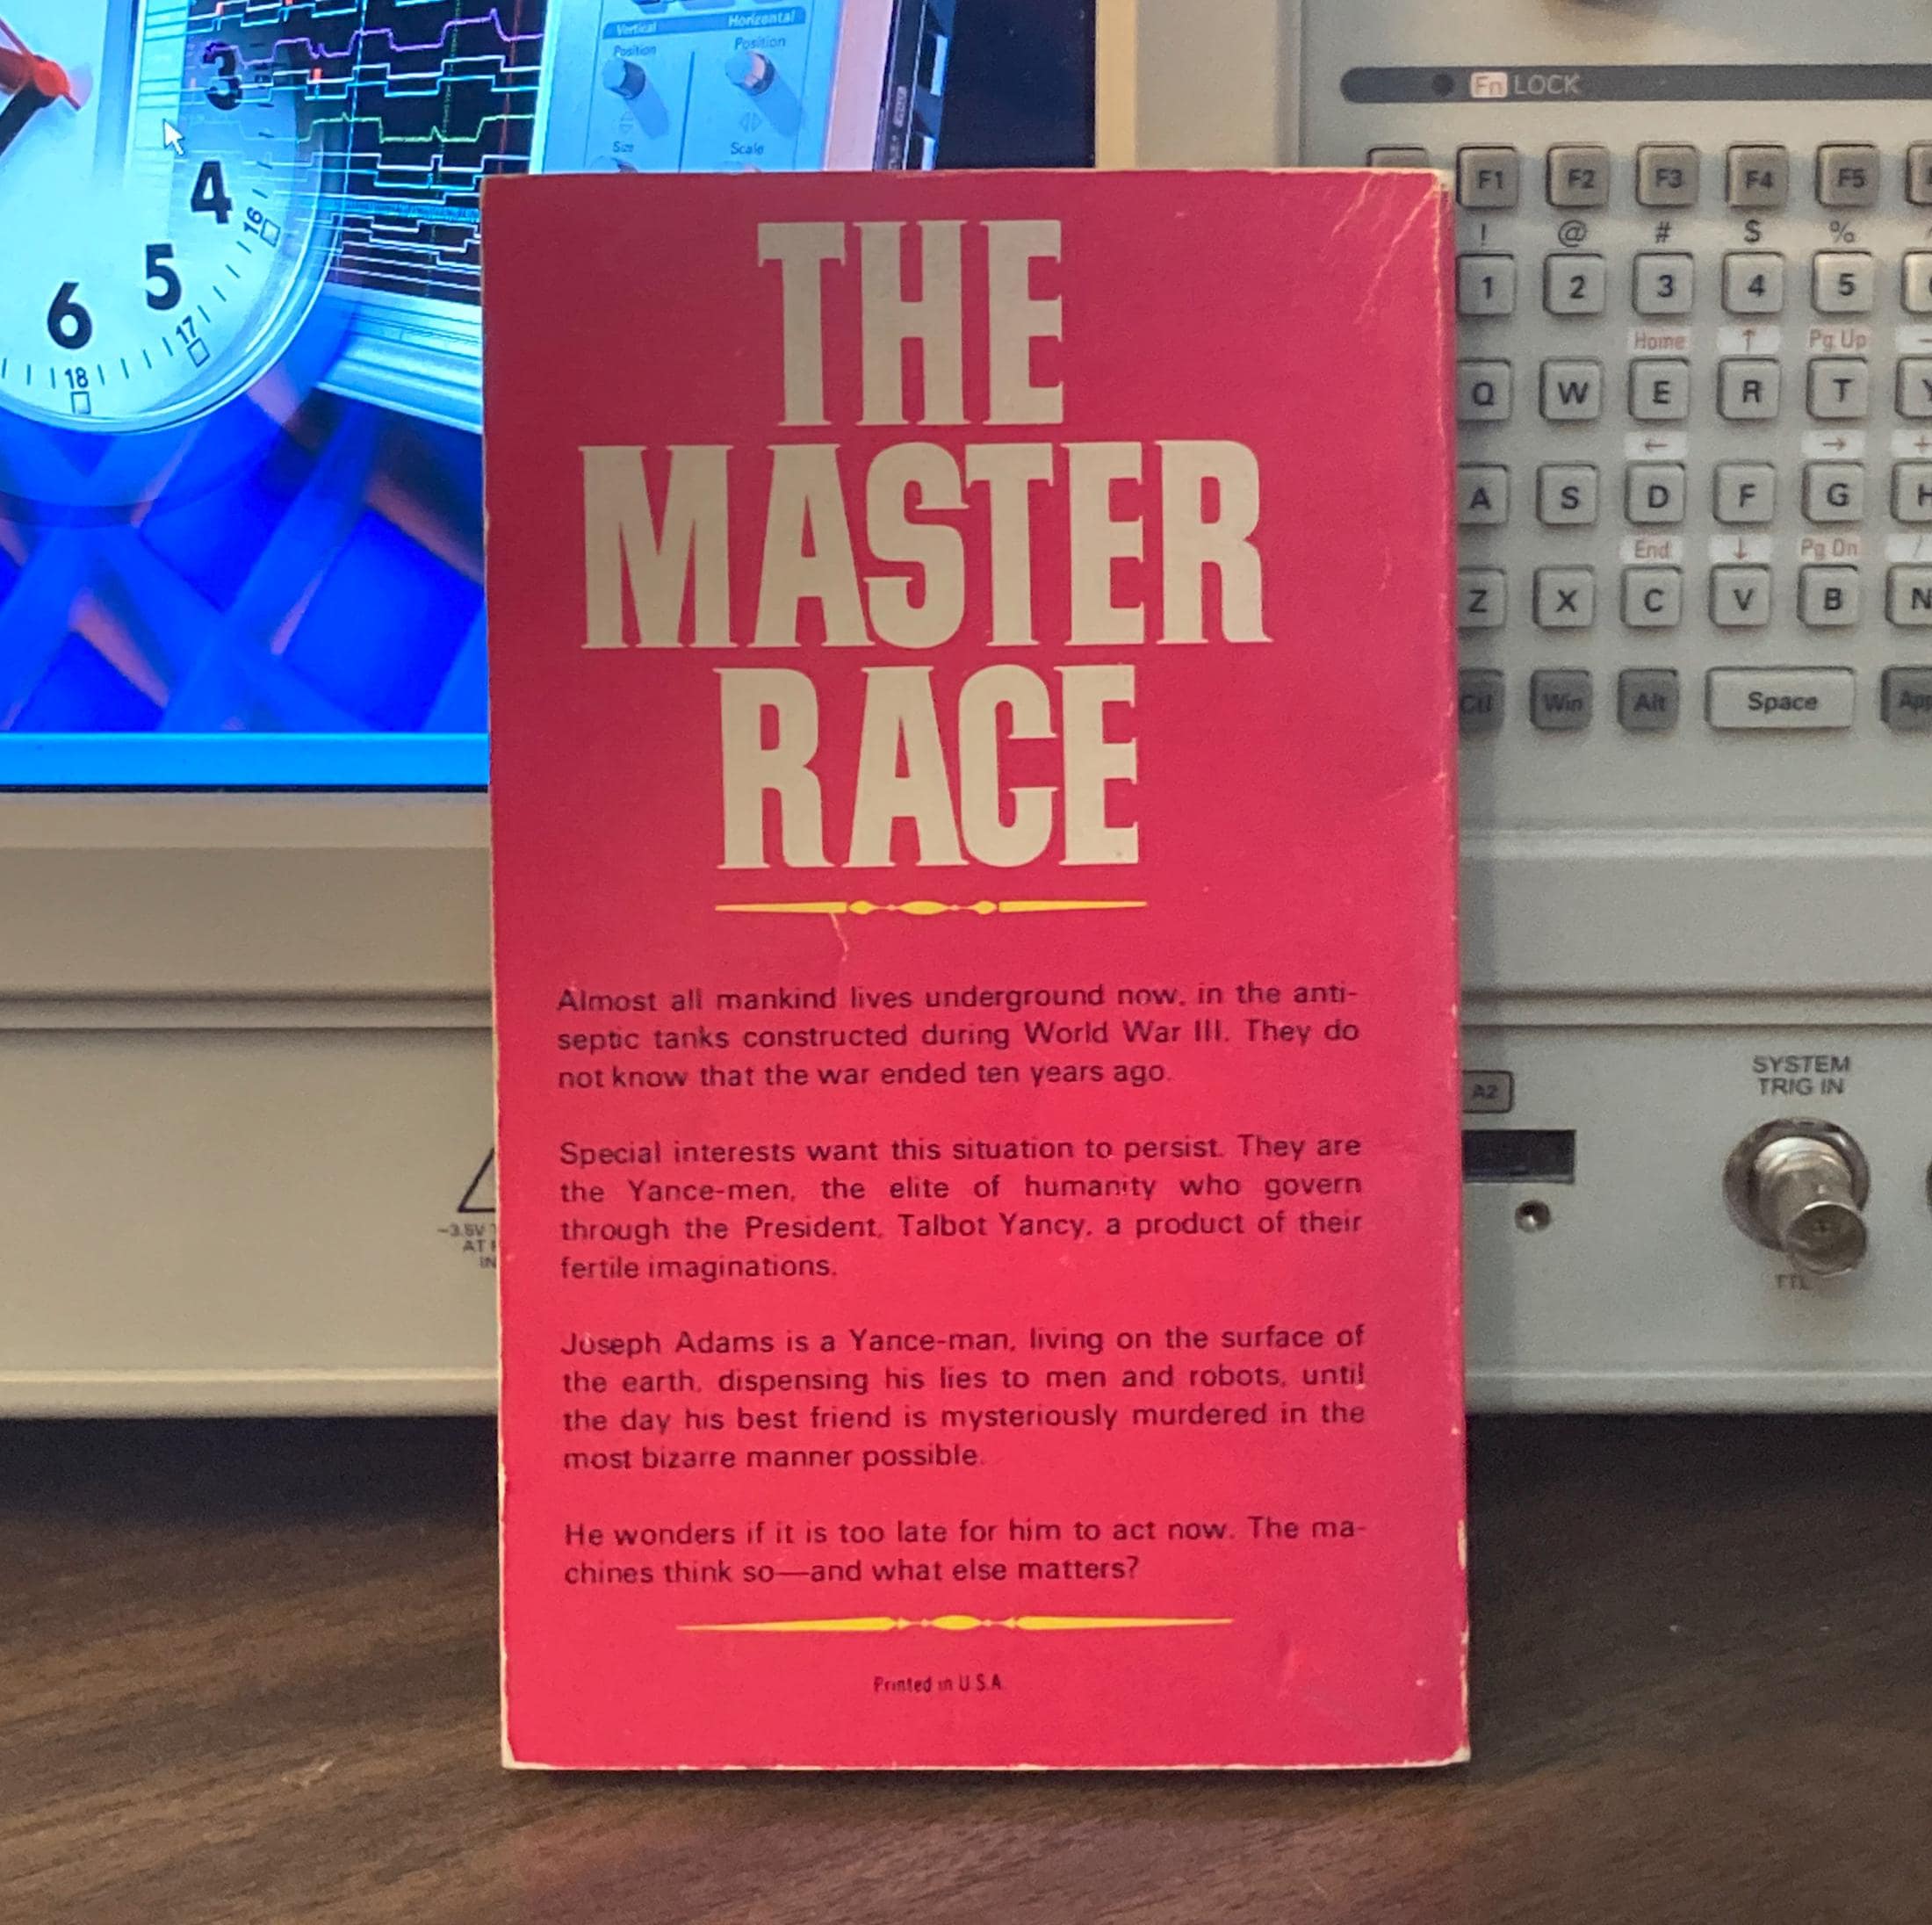 Vertical
Horizontal
Position
Position
Size
Scale
3
4
16
5
17
6
18
Fn LOCK
F1 F2 F3 F4 F5
! @ # $ %
1 2 3 4 5
Home ↑ Pg Up
Q W E R T Y
← → +
A S D F G H
End ↓ Pg Dn /
Z X C V B N
Ctl Win Alt Space App
THE
MASTER
RACE
Almost all mankind lives underground now, in the anti-
septic tanks constructed during World War III. They do
not know that the war ended ten years ago.
Special interests want this situation to persist. They are
the Yance-men, the elite of humanity who govern
through the President, Talbot Yancy, a product of their
fertile imaginations.
Joseph Adams is a Yance-man, living on the surface of
the earth, dispensing his lies to men and robots, until
the day his best friend is mysteriously murdered in the
most bizarre manner possible.
He wonders if it is too late for him to act now. The ma-
chines think so—and what else matters?
Printed in U.S.A.
A2
SYSTEM
TRIG IN
TTL
-3.5V
AT
IN